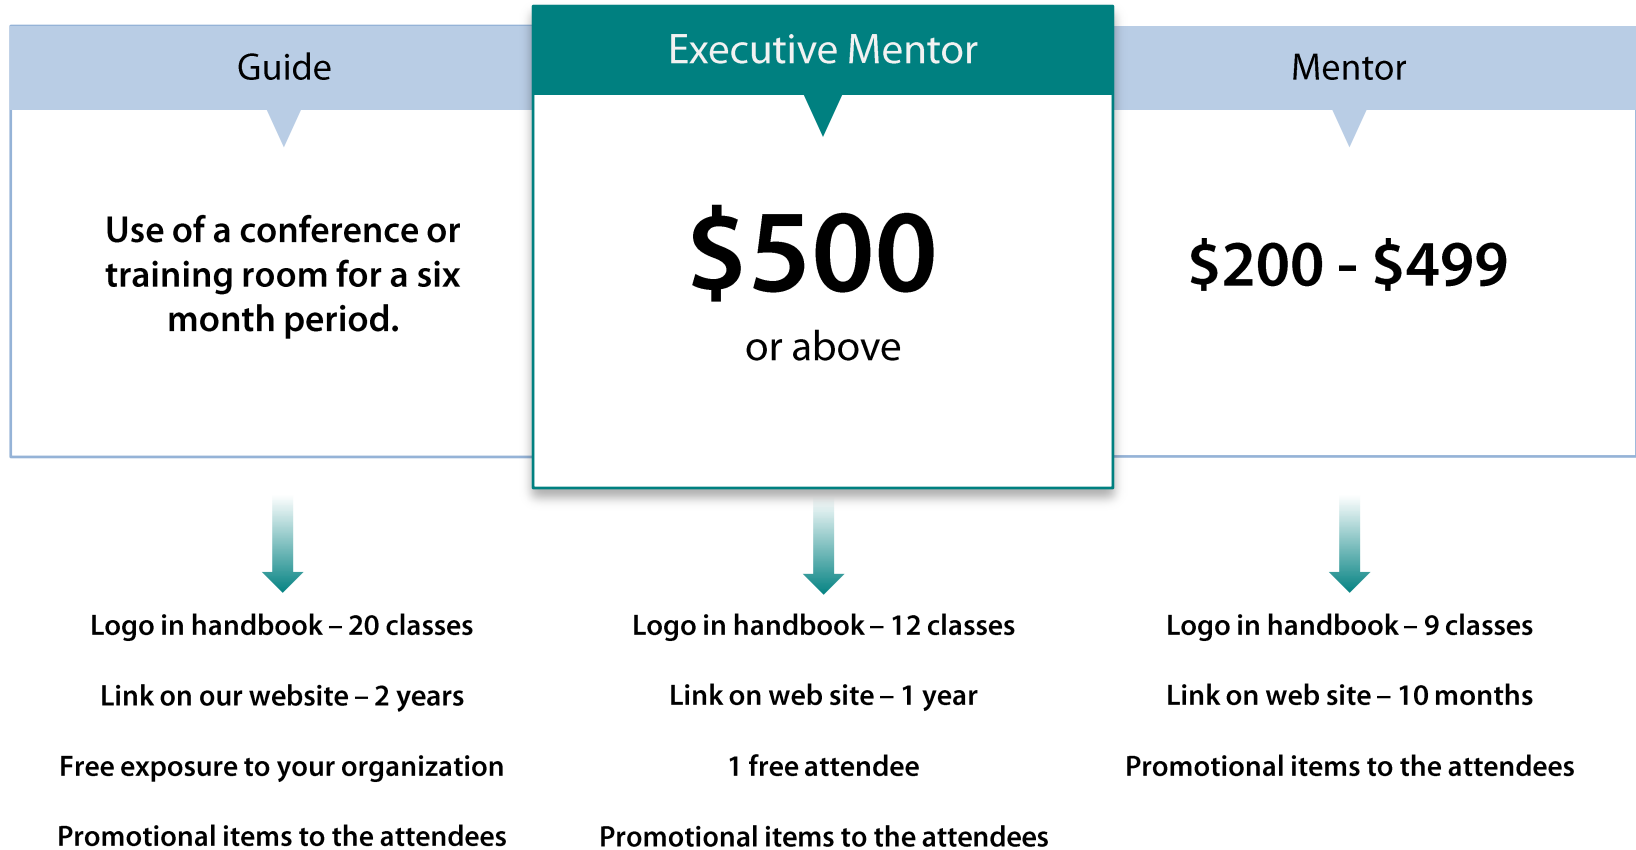 Guide
Use of a conference or
training room for a six
month period.
Logo in handbook – 20 classes
Link on our website – 2 years
Free exposure to your organization
Promotional items to the attendees
Executive Mentor
$500
or above
Logo in handbook – 12 classes
Link on web site – 1 year
1 free attendee
Promotional items to the attendees
Mentor
$200 - $499
Logo in handbook – 9 classes
Link on web site – 10 months
Promotional items to the attendees